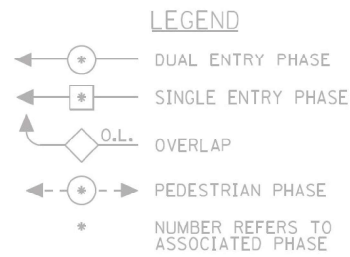 LEGEND
* DUAL ENTRY PHASE
* SINGLE ENTRY PHASE
O.L. OVERLAP
* PEDESTRIAN PHASE
* NUMBER REFERS TO
ASSOCIATED PHASE